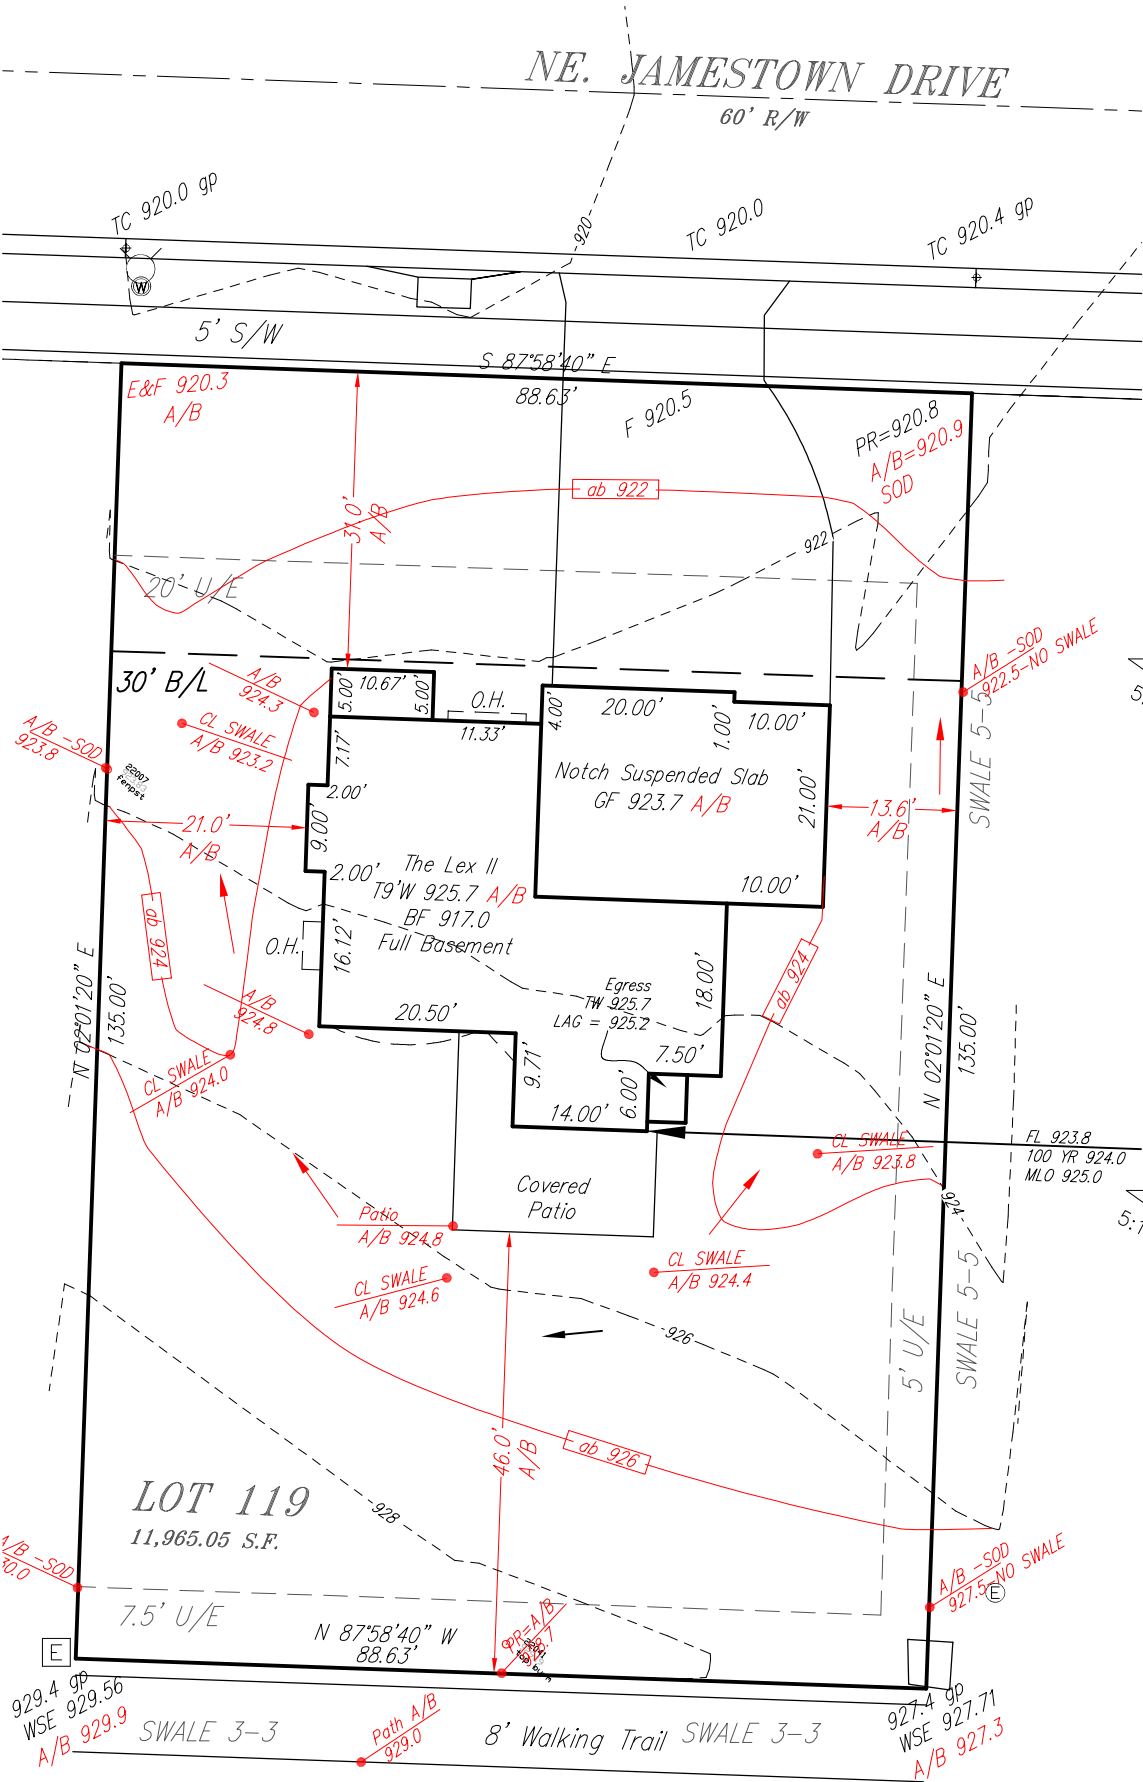 NE. JAMESTOWN DRIVE
60' R/W
TC 920.0 gp
920
TC 920.0
TC 920.4 gp
W
5' S/W
S 87°58'40" E
88.63'
E&F 920.3
A/B
F 920.5
PR=920.8
A/B=920.9
SOD
ab 922
31.0'
A/B
922
20' U/E
30' B/L
A/B
924.3
CL SWALE
A/B 923.2
A/B -SOD
923.8
22007
fenpst
5.00'
10.67'
5.00'
O.H.
11.33'
4.00'
20.00'
1.00'
10.00'
A/B -SOD
922.5-NO SWALE
SWALE 5-5
7.17'
2.00'
9.00'
2.00'
Notch Suspended Slab
GF 923.7 A/B
21.00'
13.6'
A/B
21.0'
A/B
The Lex II
T9'W 925.7 A/B
BF 917.0
Full Basement
10.00'
ab 924
O.H.
16.12'
18.00'
ab 924
Egress
TW 925.7
LAG = 925.2
N 02°01'20" E
135.00'
N 02°01'20" E
135.00'
A/B
924.8
20.50'
9.71'
7.50'
6.00'
14.00'
CL SWALE
A/B 924.0
FL 923.8
100 YR 924.0
MLO 925.0
CL SWALE
A/B 923.8
924
Covered
Patio
Patio
A/B 924.8
CL SWALE
A/B 924.6
CL SWALE
A/B 924.4
926
5' U/E
SWALE 5-5
46.0'
A/B
ab 926
928
LOT 119
11,965.05 S.F.
A/B -SOD
A/B -SOD
927.5-NO SWALE
E
7.5' U/E
N 87°58'40" W
88.63'
PR=A/B
E
929.4 gp
WSE 929.56
A/B 929.9
SWALE 3-3
Path A/B
929.0
8' Walking Trail
SWALE 3-3
927.4 gp
WSE 927.71
A/B 927.3